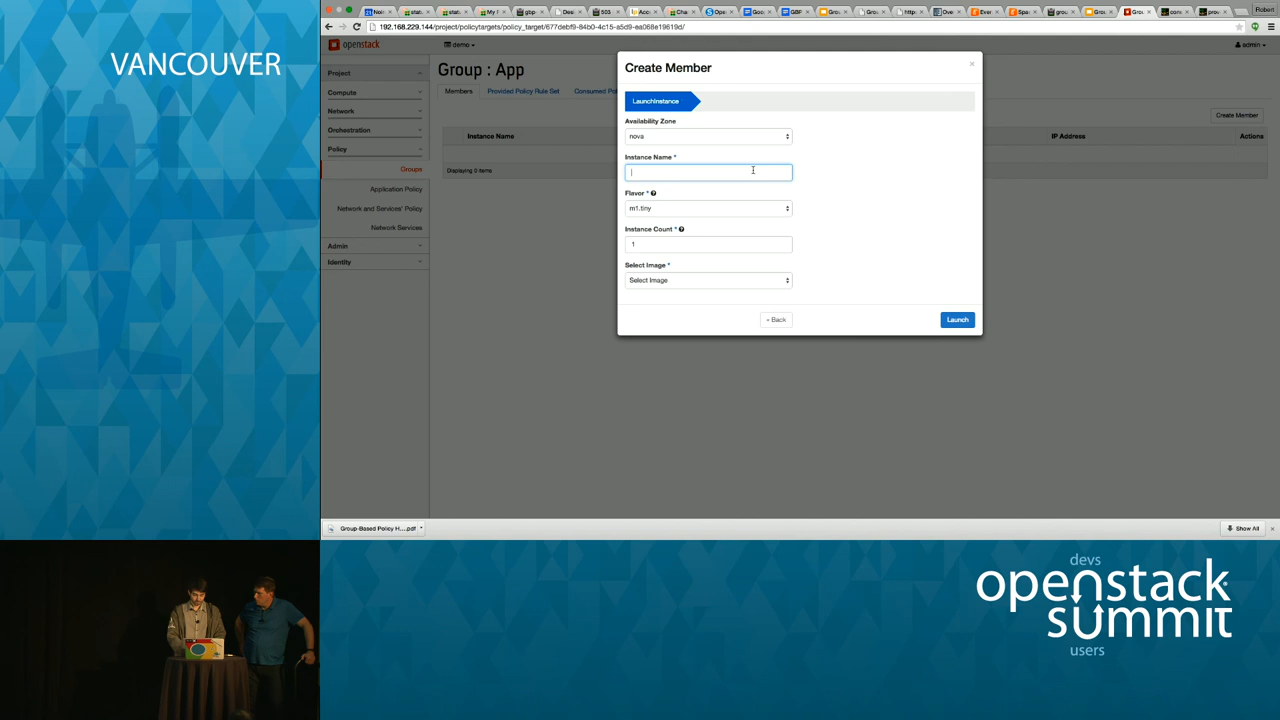 VANCOUVER
Robert
192.168.229.144/project/policytargets/policy_target/677debf9-84b0-4c15-a5d9-ea068e19619d/
openstack
demo
admin
Project
Compute
Network
Orchestration
Policy
Groups
Application Policy
Network and Services' Policy
Network Services
Admin
Identity
Group : App
Members
Provided Policy Rule Set
Consumed Po
Create Member
Instance Name
IP Address
Actions
Displaying 0 items
Create Member
×
LaunchInstance
Availability Zone
nova
Instance Name *
Flavor *
m1.tiny
Instance Count *
1
Select Image *
Select Image
« Back
Launch
Group-Based Policy H....pdf
Show All
devs
openstack
summit
users